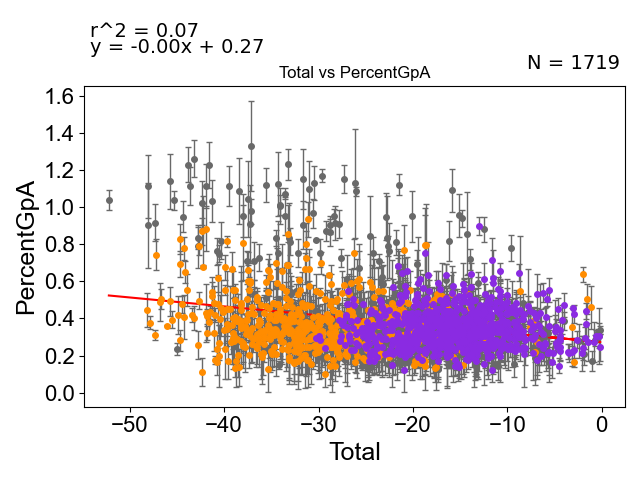 r^2 = 0.07
y = -0.00x + 0.27
N = 1719
Total vs PercentGpA
1.6
1.4
1.2
1.0
0.8
0.6
0.4
0.2
0.0
PercentGpA
−50
−40
−30
−20
−10
0
Total